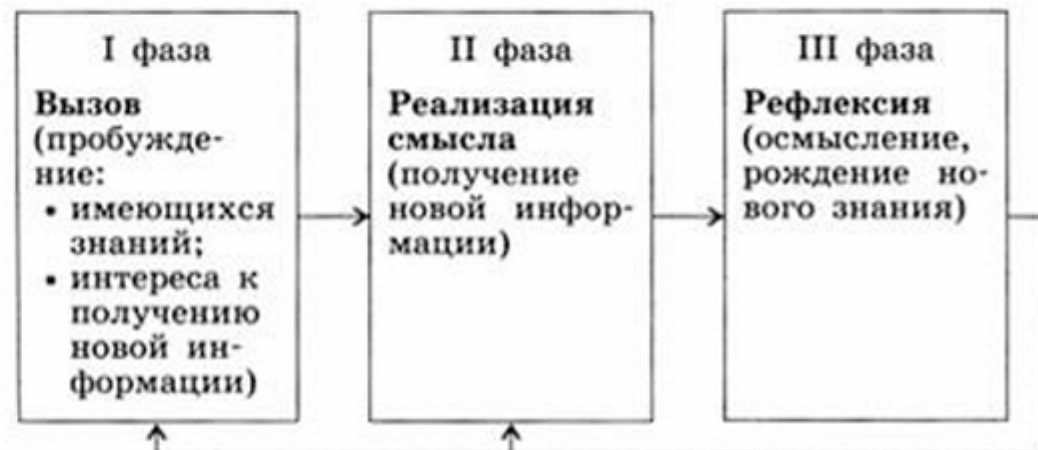 I фаза
Вызов
(пробужде-
ние:
• имеющихся
знаний;
• интереса к
получению
новой ин-
формации)
II фаза
Реализация
смысла
(получение
новой инфор-
мации)
III фаза
Рефлексия
(осмысление,
рождение но-
вого знания)